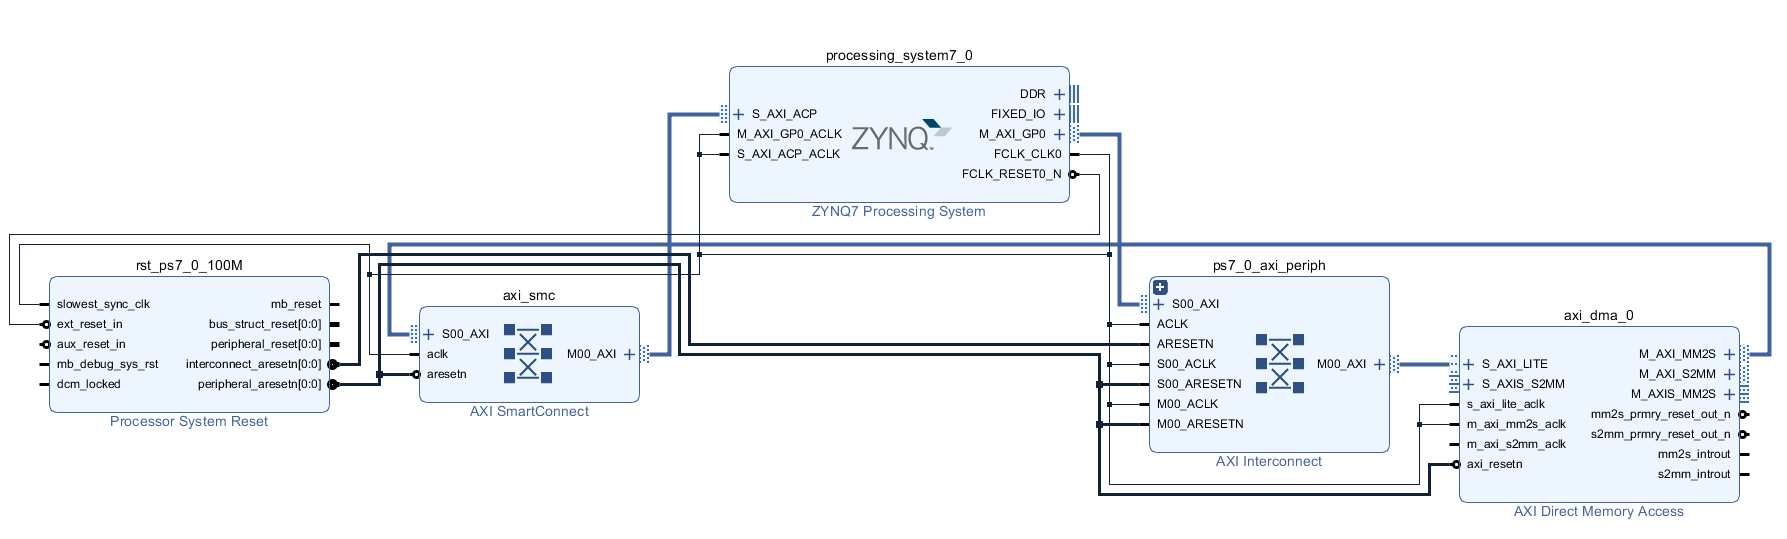 processing_system7_0
S_AXI_ACP
M_AXI_GP0_ACLK
S_AXI_ACP_ACLK
ZYNQ
DDR
FIXED_IO
M_AXI_GP0
FCLK_CLK0
FCLK_RESET0_N
ZYNQ7 Processing System
rst_ps7_0_100M
slowest_sync_clk
ext_reset_in
aux_reset_in
mb_debug_sys_rst
dcm_locked
mb_reset
bus_struct_reset[0:0]
peripheral_reset[0:0]
interconnect_aresetn[0:0]
peripheral_aresetn[0:0]
Processor System Reset
axi_smc
S00_AXI
aclk
aresetn
M00_AXI
AXI SmartConnect
ps7_0_axi_periph
S00_AXI
ACLK
ARESETN
S00_ACLK
S00_ARESETN
M00_ACLK
M00_ARESETN
M00_AXI
AXI Interconnect
axi_dma_0
S_AXI_LITE
S_AXIS_S2MM
s_axi_lite_aclk
m_axi_mm2s_aclk
m_axi_s2mm_aclk
axi_resetn
M_AXI_MM2S
M_AXI_S2MM
M_AXIS_MM2S
mm2s_prmry_reset_out_n
s2mm_prmry_reset_out_n
mm2s_introut
s2mm_introut
AXI Direct Memory Access